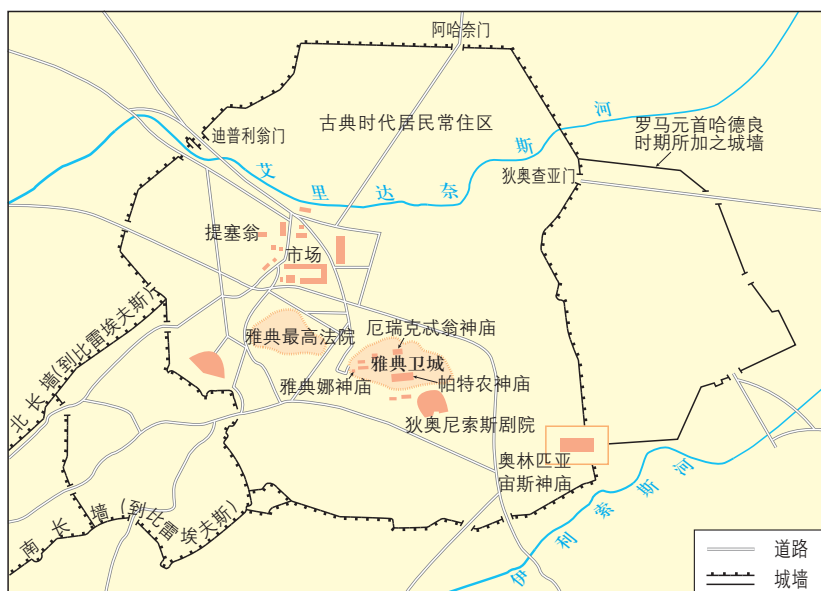 阿哈奈门
古典时代居民常住区
迪普利翁门
艾里达奈斯河
罗马元首哈德良
时期所加之城墙
狄奥查亚门
提塞翁
市场
北长墙(到比雷埃夫斯)
雅典最高法院
厄瑞克忒翁神庙
雅典卫城
雅典娜神庙
帕特农神庙
狄奥尼索斯剧院
奥林匹亚
宙斯神庙
南长墙(到比雷埃夫斯)
伊利索斯河
道路
城墙